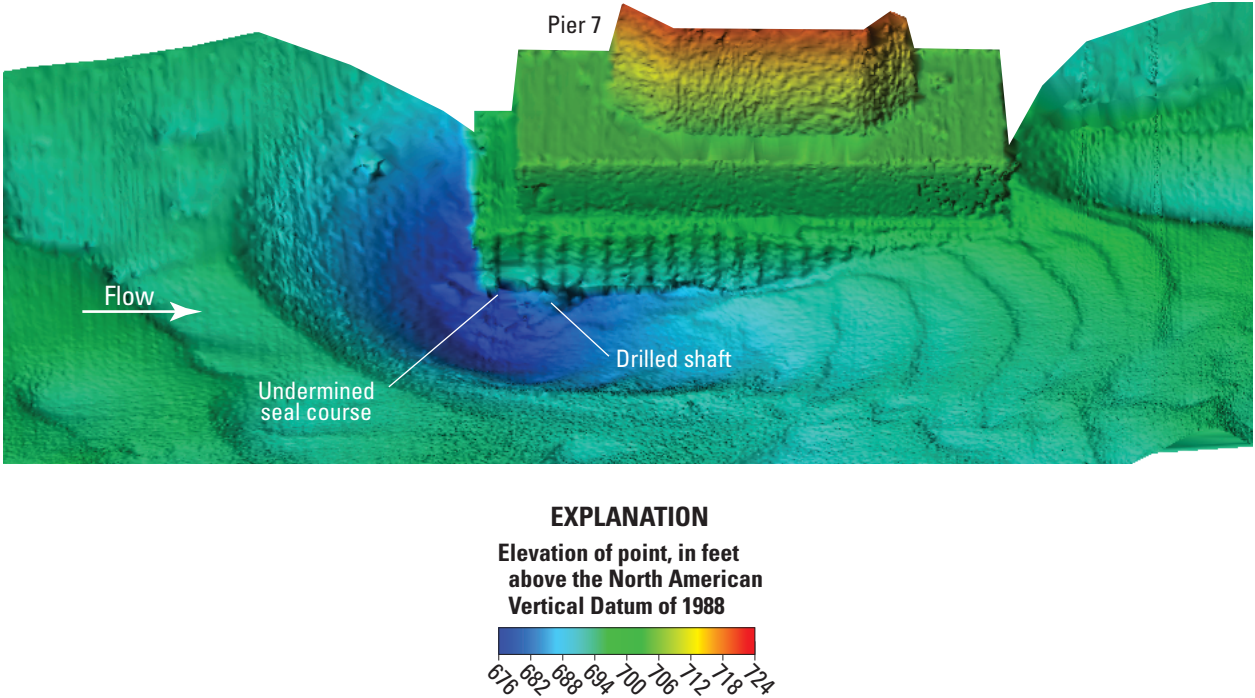 Pier 7
Flow
Drilled shaft
Undermined
seal course
EXPLANATION
Elevation of point, in feet
above the North American
Vertical Datum of 1988
676 682 688 694 700 706 712 718 724